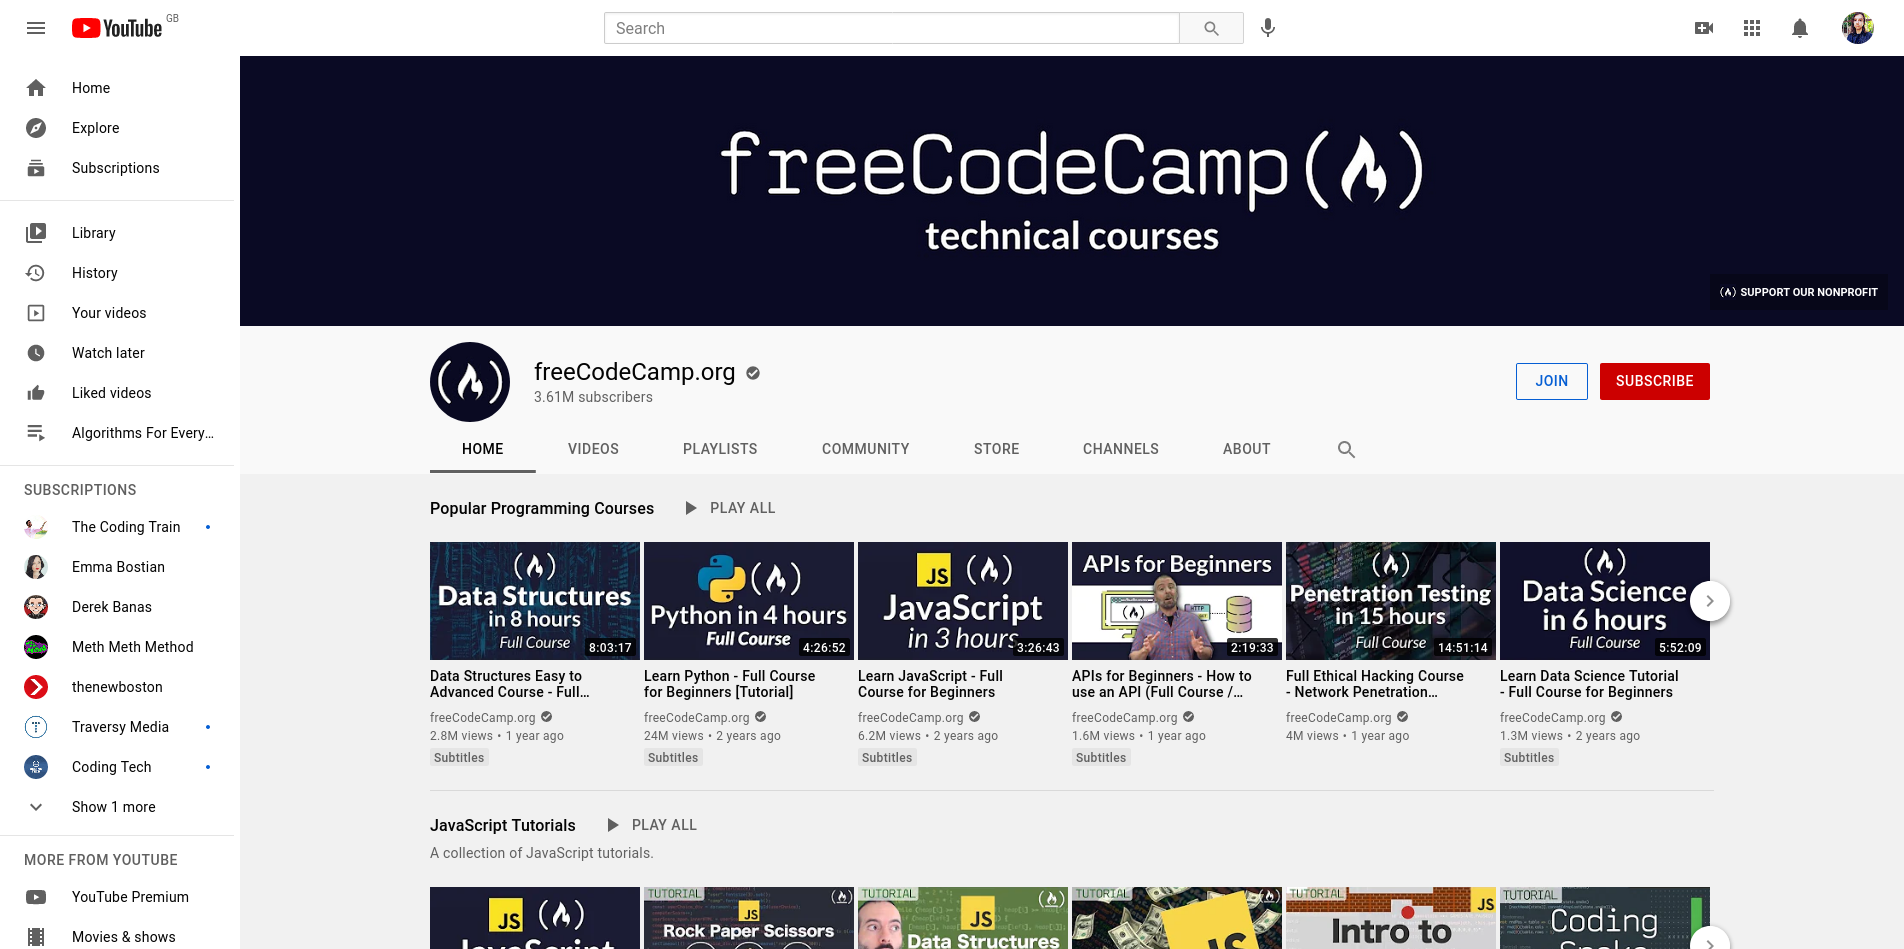 YouTube GB
Search
Home
Explore
Subscriptions
Library
History
Your videos
Watch later
Liked videos
Algorithms For Every...
SUBSCRIPTIONS
The Coding Train
Emma Bostian
Derek Banas
Meth Meth Method
thenewboston
Traversy Media
Coding Tech
Show 1 more
MORE FROM YOUTUBE
YouTube Premium
Movies & shows
freeCodeCamp
technical courses
SUPPORT OUR NONPROFIT
freeCodeCamp.org
3.61M subscribers
JOIN
SUBSCRIBE
HOME
VIDEOS
PLAYLISTS
COMMUNITY
STORE
CHANNELS
ABOUT
Popular Programming Courses
PLAY ALL
Data Structures
in 8 hours
Full Course
8:03:17
Data Structures Easy to
Advanced Course - Full...
freeCodeCamp.org
2.8M views • 1 year ago
Subtitles
Python in 4 hours
Full Course
4:26:52
Learn Python - Full Course
for Beginners [Tutorial]
freeCodeCamp.org
24M views • 2 years ago
Subtitles
JS
JavaScript
in 3 hours
3:26:43
Learn JavaScript - Full
Course for Beginners
freeCodeCamp.org
6.2M views • 2 years ago
Subtitles
APIs for Beginners
HTTP
2:19:33
APIs for Beginners - How to
use an API (Full Course /...
freeCodeCamp.org
1.6M views • 1 year ago
Subtitles
Penetration Testing
in 15 hours
Full Course
14:51:14
Full Ethical Hacking Course
- Network Penetration...
freeCodeCamp.org
4M views • 1 year ago
Data Science
in 6 hours
Full Course
5:52:09
Learn Data Science Tutorial
- Full Course for Beginners
freeCodeCamp.org
1.3M views • 2 years ago
Subtitles
JavaScript Tutorials
PLAY ALL
A collection of JavaScript tutorials.
JS
JavaScript
TUTORIAL
JS
Rock Paper Scissors
TUTORIAL
JS
Data Structures
TUTORIAL
JS
TUTORIAL
JS
Intro to
TUTORIAL
Coding